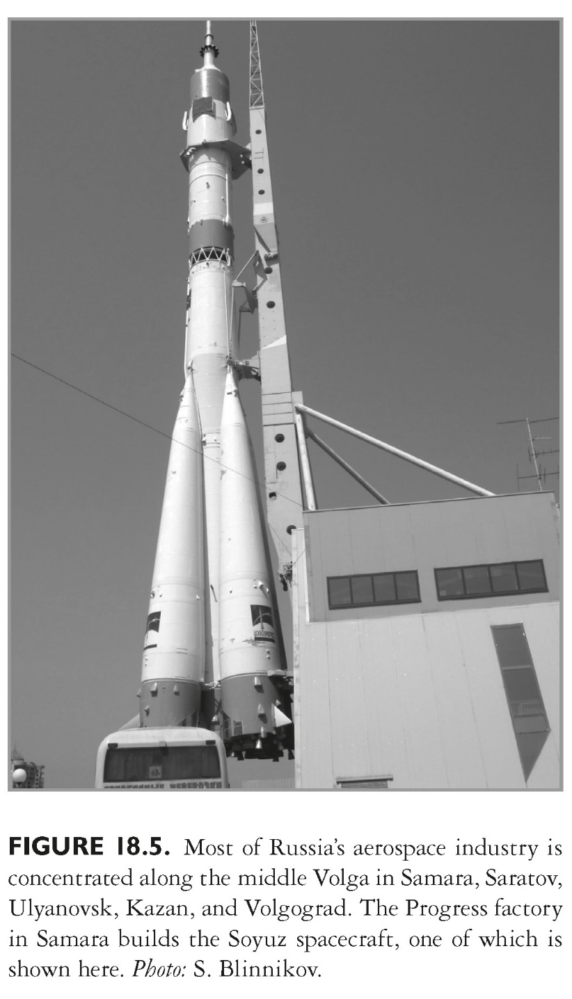 FIGURE 18.5. Most of Russia's aerospace industry is
concentrated along the middle Volga in Samara, Saratov,
Ulyanovsk, Kazan, and Volgograd. The Progress factory
in Samara builds the Soyuz spacecraft, one of which is
shown here. Photo: S. Blinnikov.